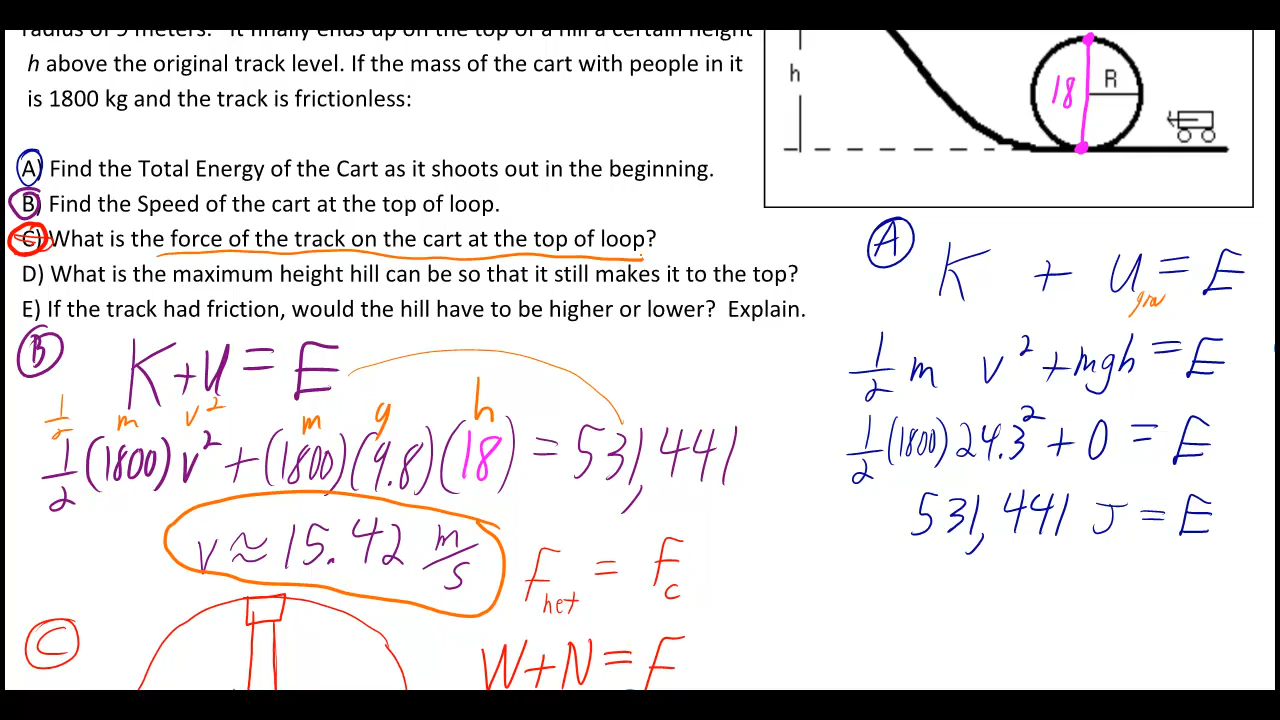 radius of 9 meters. It finally ends up on the top of a hill a certain height
h above the original track level. If the mass of the cart with people in it
is 1800 kg and the track is frictionless:
h
18
R
A) Find the Total Energy of the Cart as it shoots out in the beginning.
B) Find the Speed of the cart at the top of loop.
C) What is the force of the track on the cart at the top of loop?
D) What is the maximum height hill can be so that it still makes it to the top?
E) If the track had friction, would the hill have to be higher or lower? Explain.
A
K + U grav = E
1/2 m v² + mgh = E
1/2 (1800) 24.3² + 0 = E
531,441 J = E
B
K + U = E
1/2 m v² m g h
1/2 (1800) v² + (1800)(9.8)(18) = 531,441
v ≈ 15.42 m/s
C
F net = F c
W + N = F